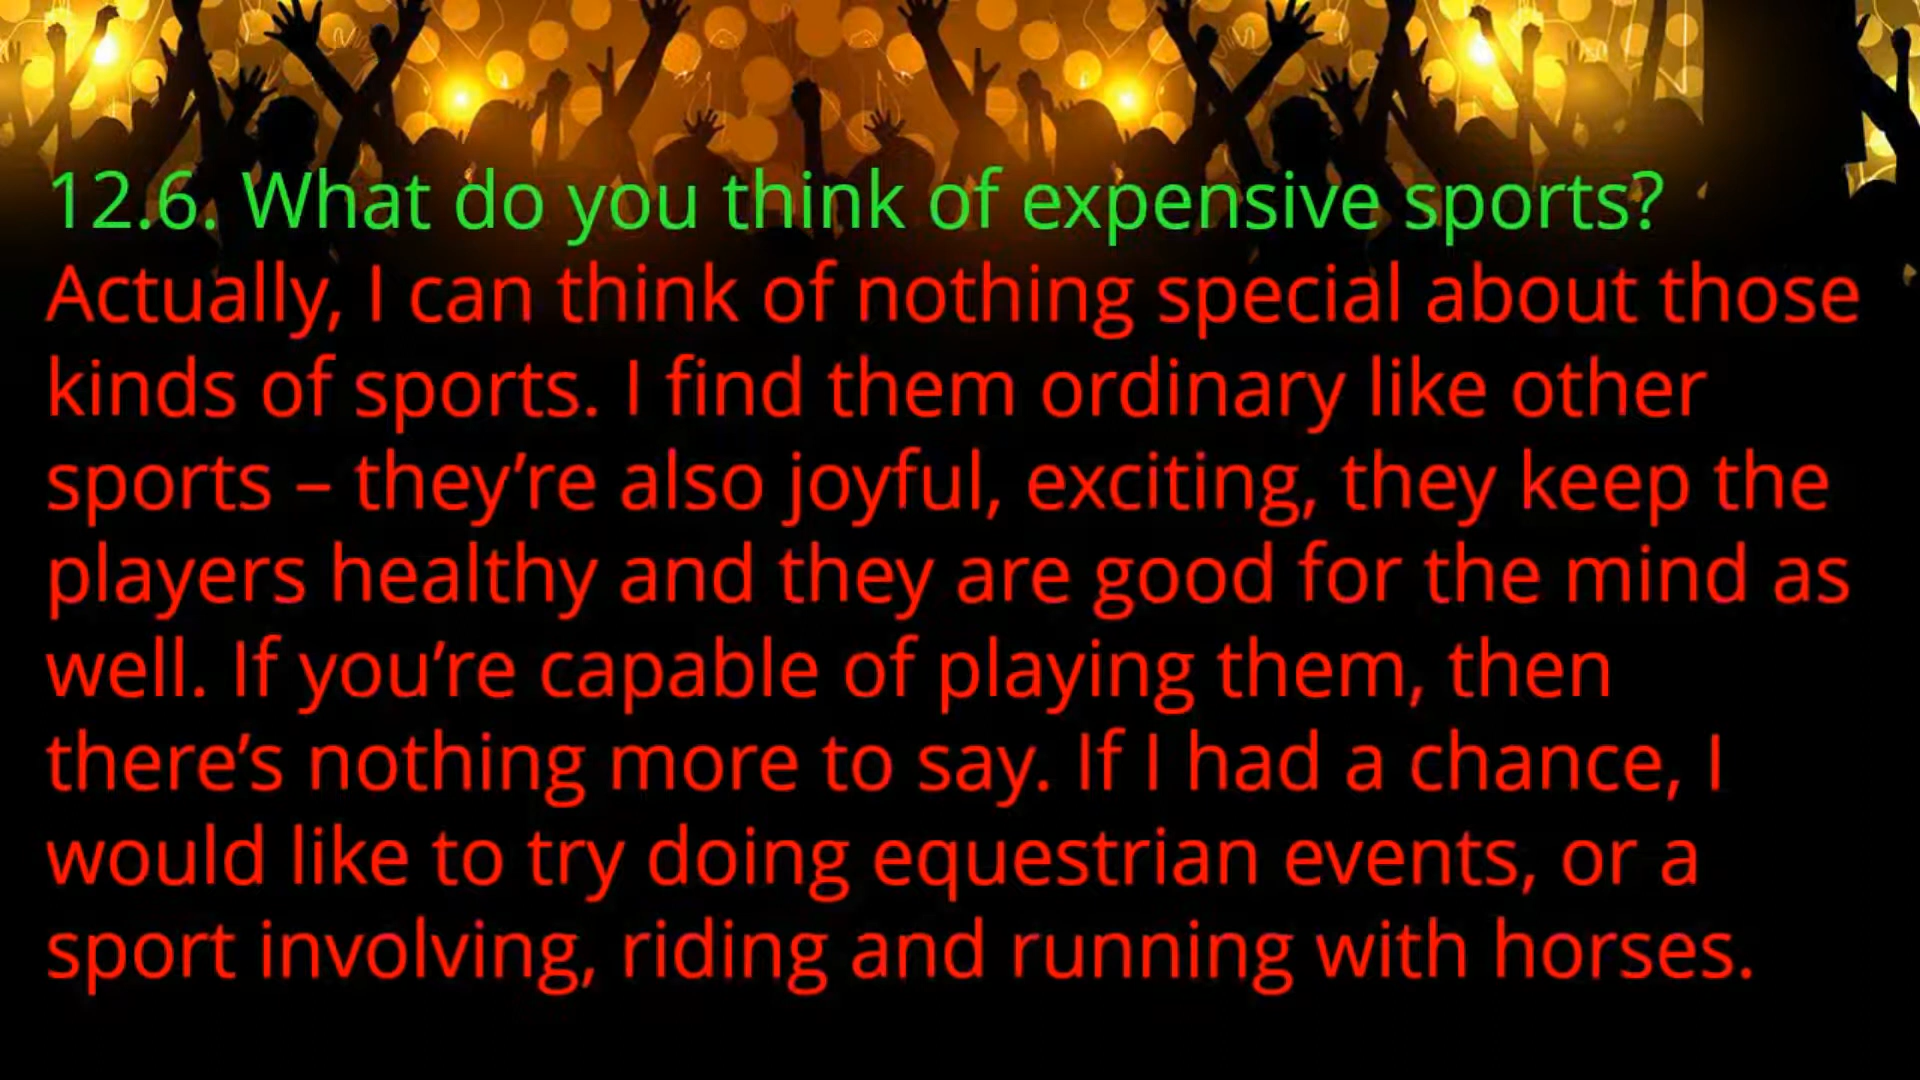 12.6. What do you think of expensive sports?
Actually, I can think of nothing special about those
kinds of sports. I find them ordinary like other
sports – they’re also joyful, exciting, they keep the
players healthy and they are good for the mind as
well. If you’re capable of playing them, then
there’s nothing more to say. If I had a chance, I
would like to try doing equestrian events, or a
sport involving, riding and running with horses.